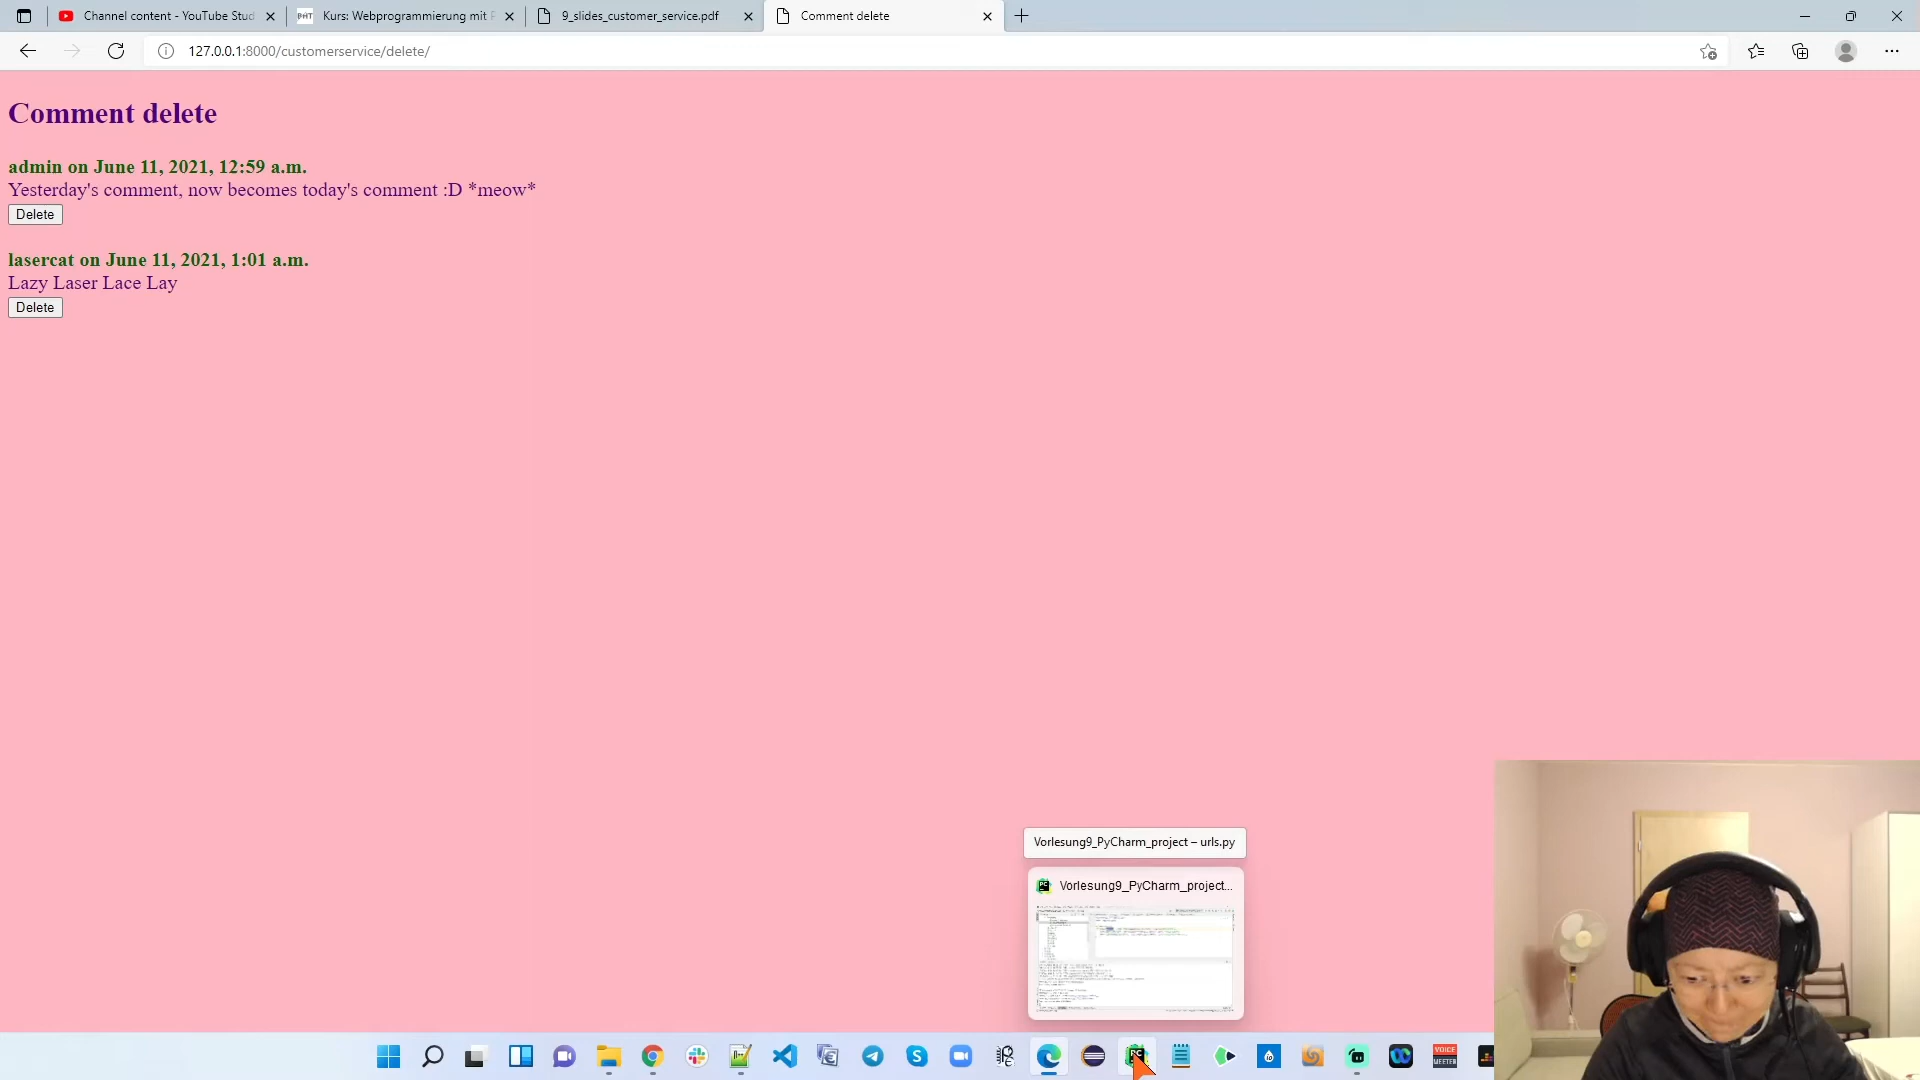 Channel content - YouTube Stud
Kurs: Webprogrammierung mit
9_slides_customer_service.pdf
Comment delete
127.0.0.1:8000/customerservice/delete/
Comment delete
admin on June 11, 2021, 12:59 a.m.
Yesterday's comment, now becomes today's comment :D *meow*
Delete
lasercat on June 11, 2021, 1:01 a.m.
Lazy Laser Lace Lay
Delete
Vorlesung9_PyCharm_project – urls.py
Vorlesung9_PyCharm_project...
VOICE
MEETER